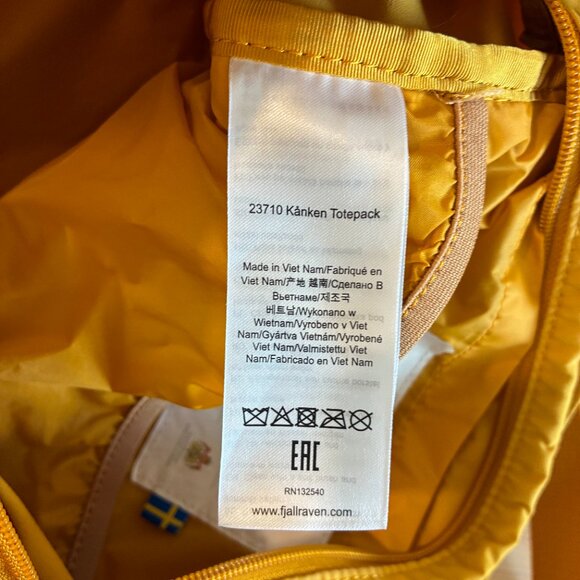 23710 Kånken Totepack
Made in Viet Nam/Fabriqué en
Viet Nam/产地 越南/Сделано В
Вьетнаме/제조국
베트남/Wykonano w
Wietnam/Vyrobeno v Viet
Nam/Gyártva Vietnám/Vyrobené
Viet Nam/Valmistettu Viet
Nam/Fabricado en Viet Nam
EAC
RN132540
www.fjallraven.com